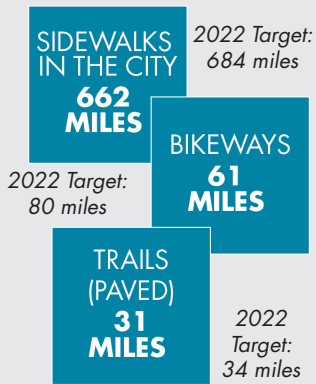 SIDEWALKS
IN THE CITY
662
MILES
2022 Target:
684 miles
BIKEWAYS
61
MILES
2022 Target:
80 miles
TRAILS
(PAVED)
31
MILES
2022
Target:
34 miles